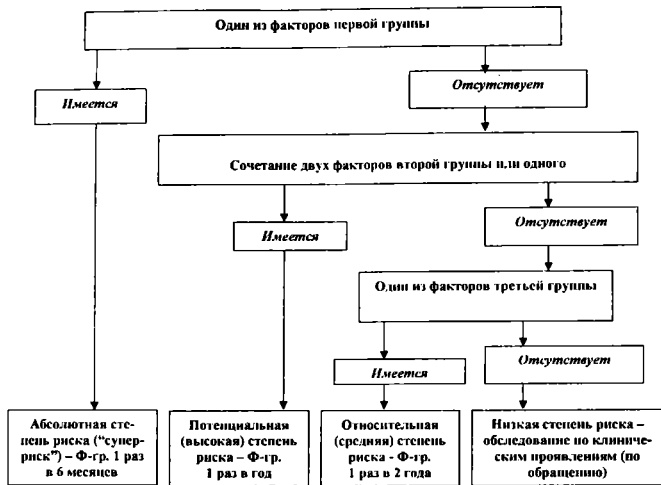 Один из факторов первой группы
Имеется
Отсутствует
Сочетание двух факторов второй группы или одного
Имеется
Отсутствует
Один из факторов третьей группы
Имеется
Отсутствует
Абсолютная сте-
пень риска (“супер-
риск”) – Ф-гр. 1 раз
в 6 месяцев
Потенциальная
(высокая) степень
риска – Ф-гр.
1 раз в год
Относительная
(средняя) степень
риска - Ф-гр.
1 раз в 2 года
Низкая степень риска –
обследование по клиниче-
ским проявлениям (по
обращению)